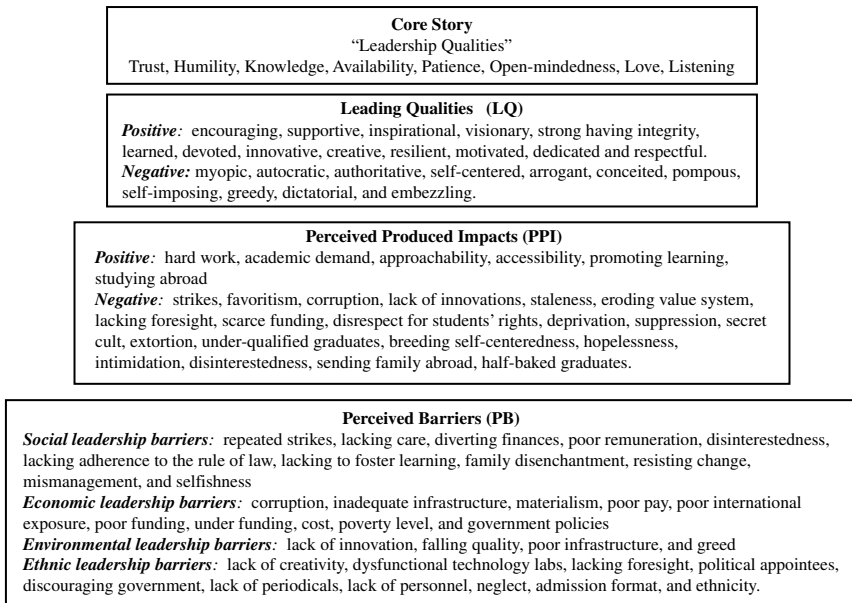 Core Story
“Leadership Qualities”
Trust, Humility, Knowledge, Availability, Patience, Open-mindedness, Love, Listening
Leading Qualities (LQ)
Positive: encouraging, supportive, inspirational, visionary, strong having integrity,
learned, devoted, innovative, creative, resilient, motivated, dedicated and respectful.
Negative: myopic, autocratic, authoritative, self-centered, arrogant, conceited, pompous,
self-imposing, greedy, dictatorial, and embezzling.
Perceived Produced Impacts (PPI)
Positive: hard work, academic demand, approachability, accessibility, promoting learning,
studying abroad
Negative: strikes, favoritism, corruption, lack of innovations, staleness, eroding value system,
lacking foresight, scarce funding, disrespect for students’ rights, deprivation, suppression, secret
cult, extortion, under-qualified graduates, breeding self-centeredness, hopelessness,
intimidation, disinterestedness, sending family abroad, half-baked graduates.
Perceived Barriers (PB)
Social leadership barriers: repeated strikes, lacking care, diverting finances, poor remuneration, disinterestedness,
lacking adherence to the rule of law, lacking to foster learning, family disenchantment, resisting change,
mismanagement, and selfishness
Economic leadership barriers: corruption, inadequate infrastructure, materialism, poor pay, poor international
exposure, poor funding, under funding, cost, poverty level, and government policies
Environmental leadership barriers: lack of innovation, falling quality, poor infrastructure, and greed
Ethnic leadership barriers: lack of creativity, dysfunctional technology labs, lacking foresight, political appointees,
discouraging government, lack of periodicals, lack of personnel, neglect, admission format, and ethnicity.